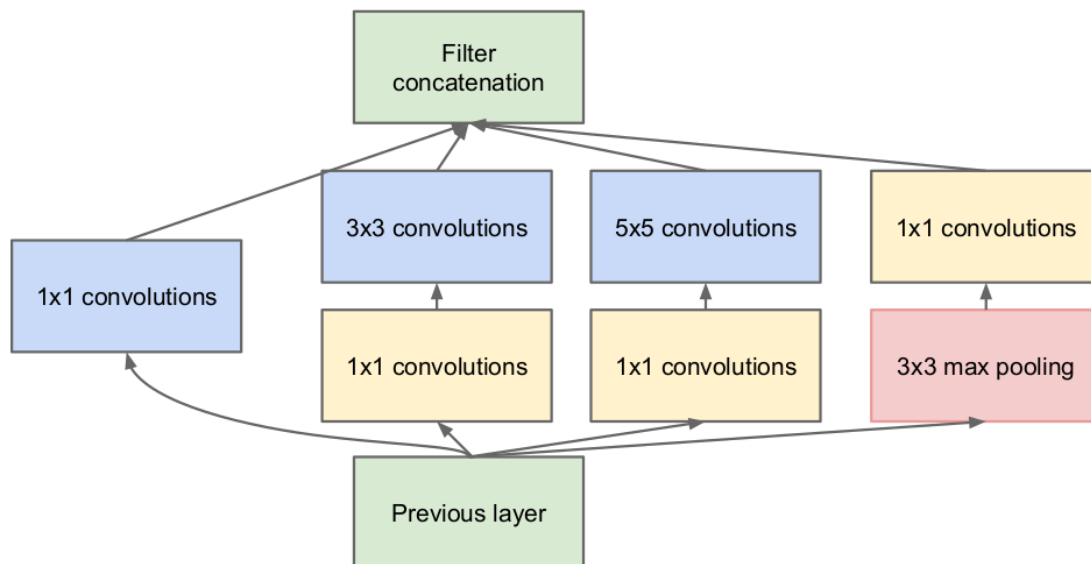 Filter
concatenation
3x3 convolutions
5x5 convolutions
1x1 convolutions
1x1 convolutions
1x1 convolutions
1x1 convolutions
3x3 max pooling
Previous layer